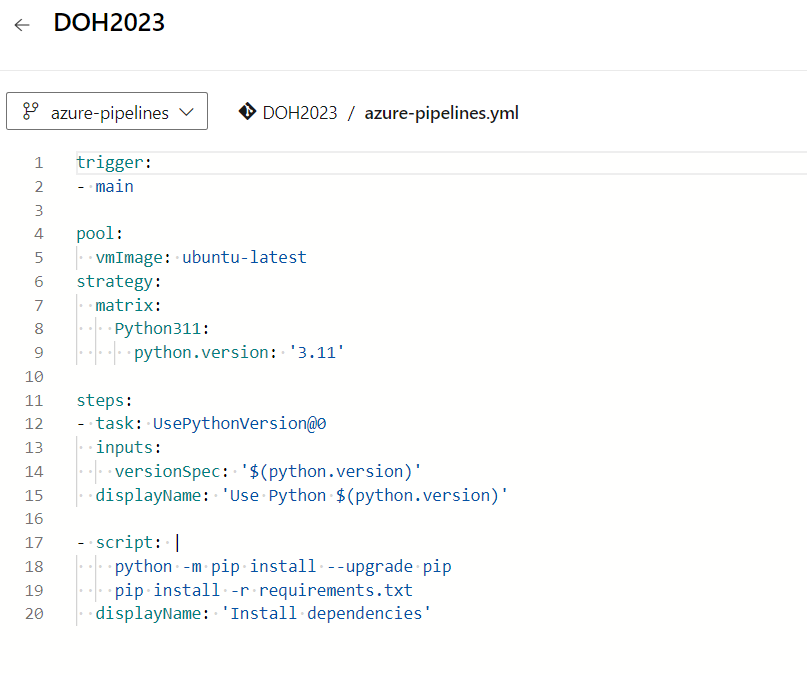 DOH2023
azure-pipelines DOH2023 / azure-pipelines.yml
1 trigger:
2 - main
3
4 pool:
5   vmImage: ubuntu-latest
6 strategy:
7   matrix:
8     Python311:
9       python.version: '3.11'
10
11 steps:
12 - task: UsePythonVersion@0
13   inputs:
14     versionSpec: '$(python.version)'
15   displayName: 'Use Python $(python.version)'
16
17 - script: |
18     python -m pip install --upgrade pip
19     pip install -r requirements.txt
20   displayName: 'Install dependencies'